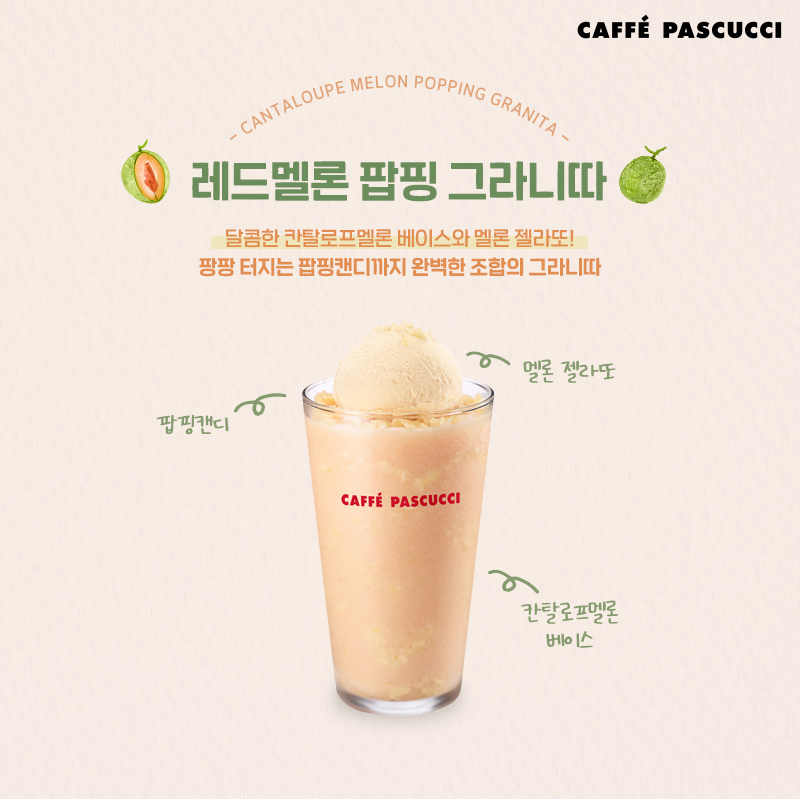 CAFFÉ PASCUCCI
- CANTALOUPE MELON POPPING GRANITA -
레드멜론 팝핑 그라니따
달콤한 칸탈로프멜론 베이스와 멜론 젤라또!
팡팡 터지는 팝핑캔디까지 완벽한 조합의 그라니따
멜론 젤라또
팝핑캔디
CAFFÉ PASCUCCI
칸탈로프멜론
베이스